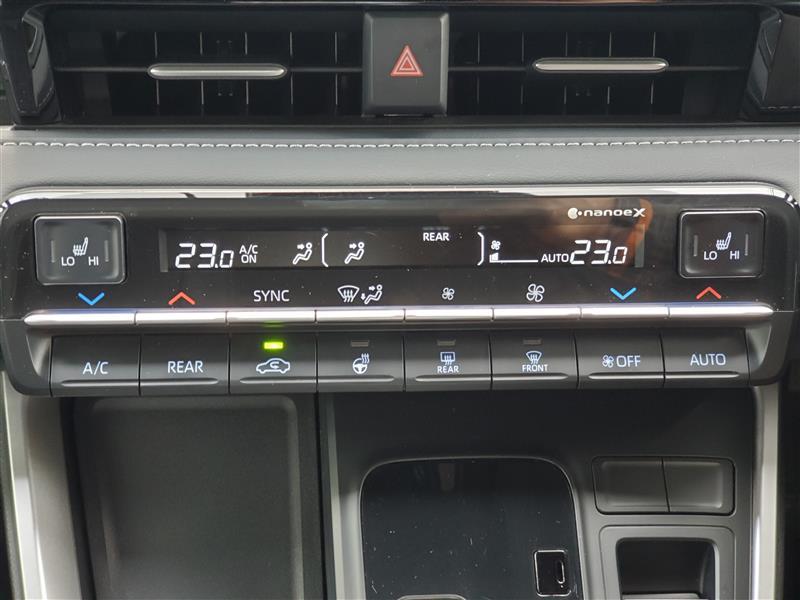 nanoeX
REAR
23.0 A/C ON AUTO 23.0
LO HI
LO HI
SYNC
A/C REAR REAR FRONT OFF AUTO